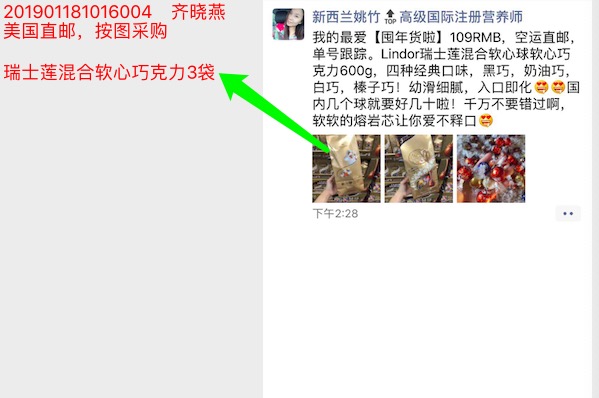 201901181016004 齐晓燕
美国直邮，按图采购
瑞士莲混合软心巧克力3袋
新西兰姚竹TOP高级国际注册营养师
我的最爱【囤年货啦】109RMB，空运直邮，
单号跟踪。Lindor瑞士莲混合软心球软心巧
克力600g，四种经典口味，黑巧，奶油巧，
白巧，榛子巧！幼滑细腻，入口即化😍😍国
内几个球就要好几十啦！千万不要错过啊，
软软的熔岩芯让你爱不释口😍
下午2:28